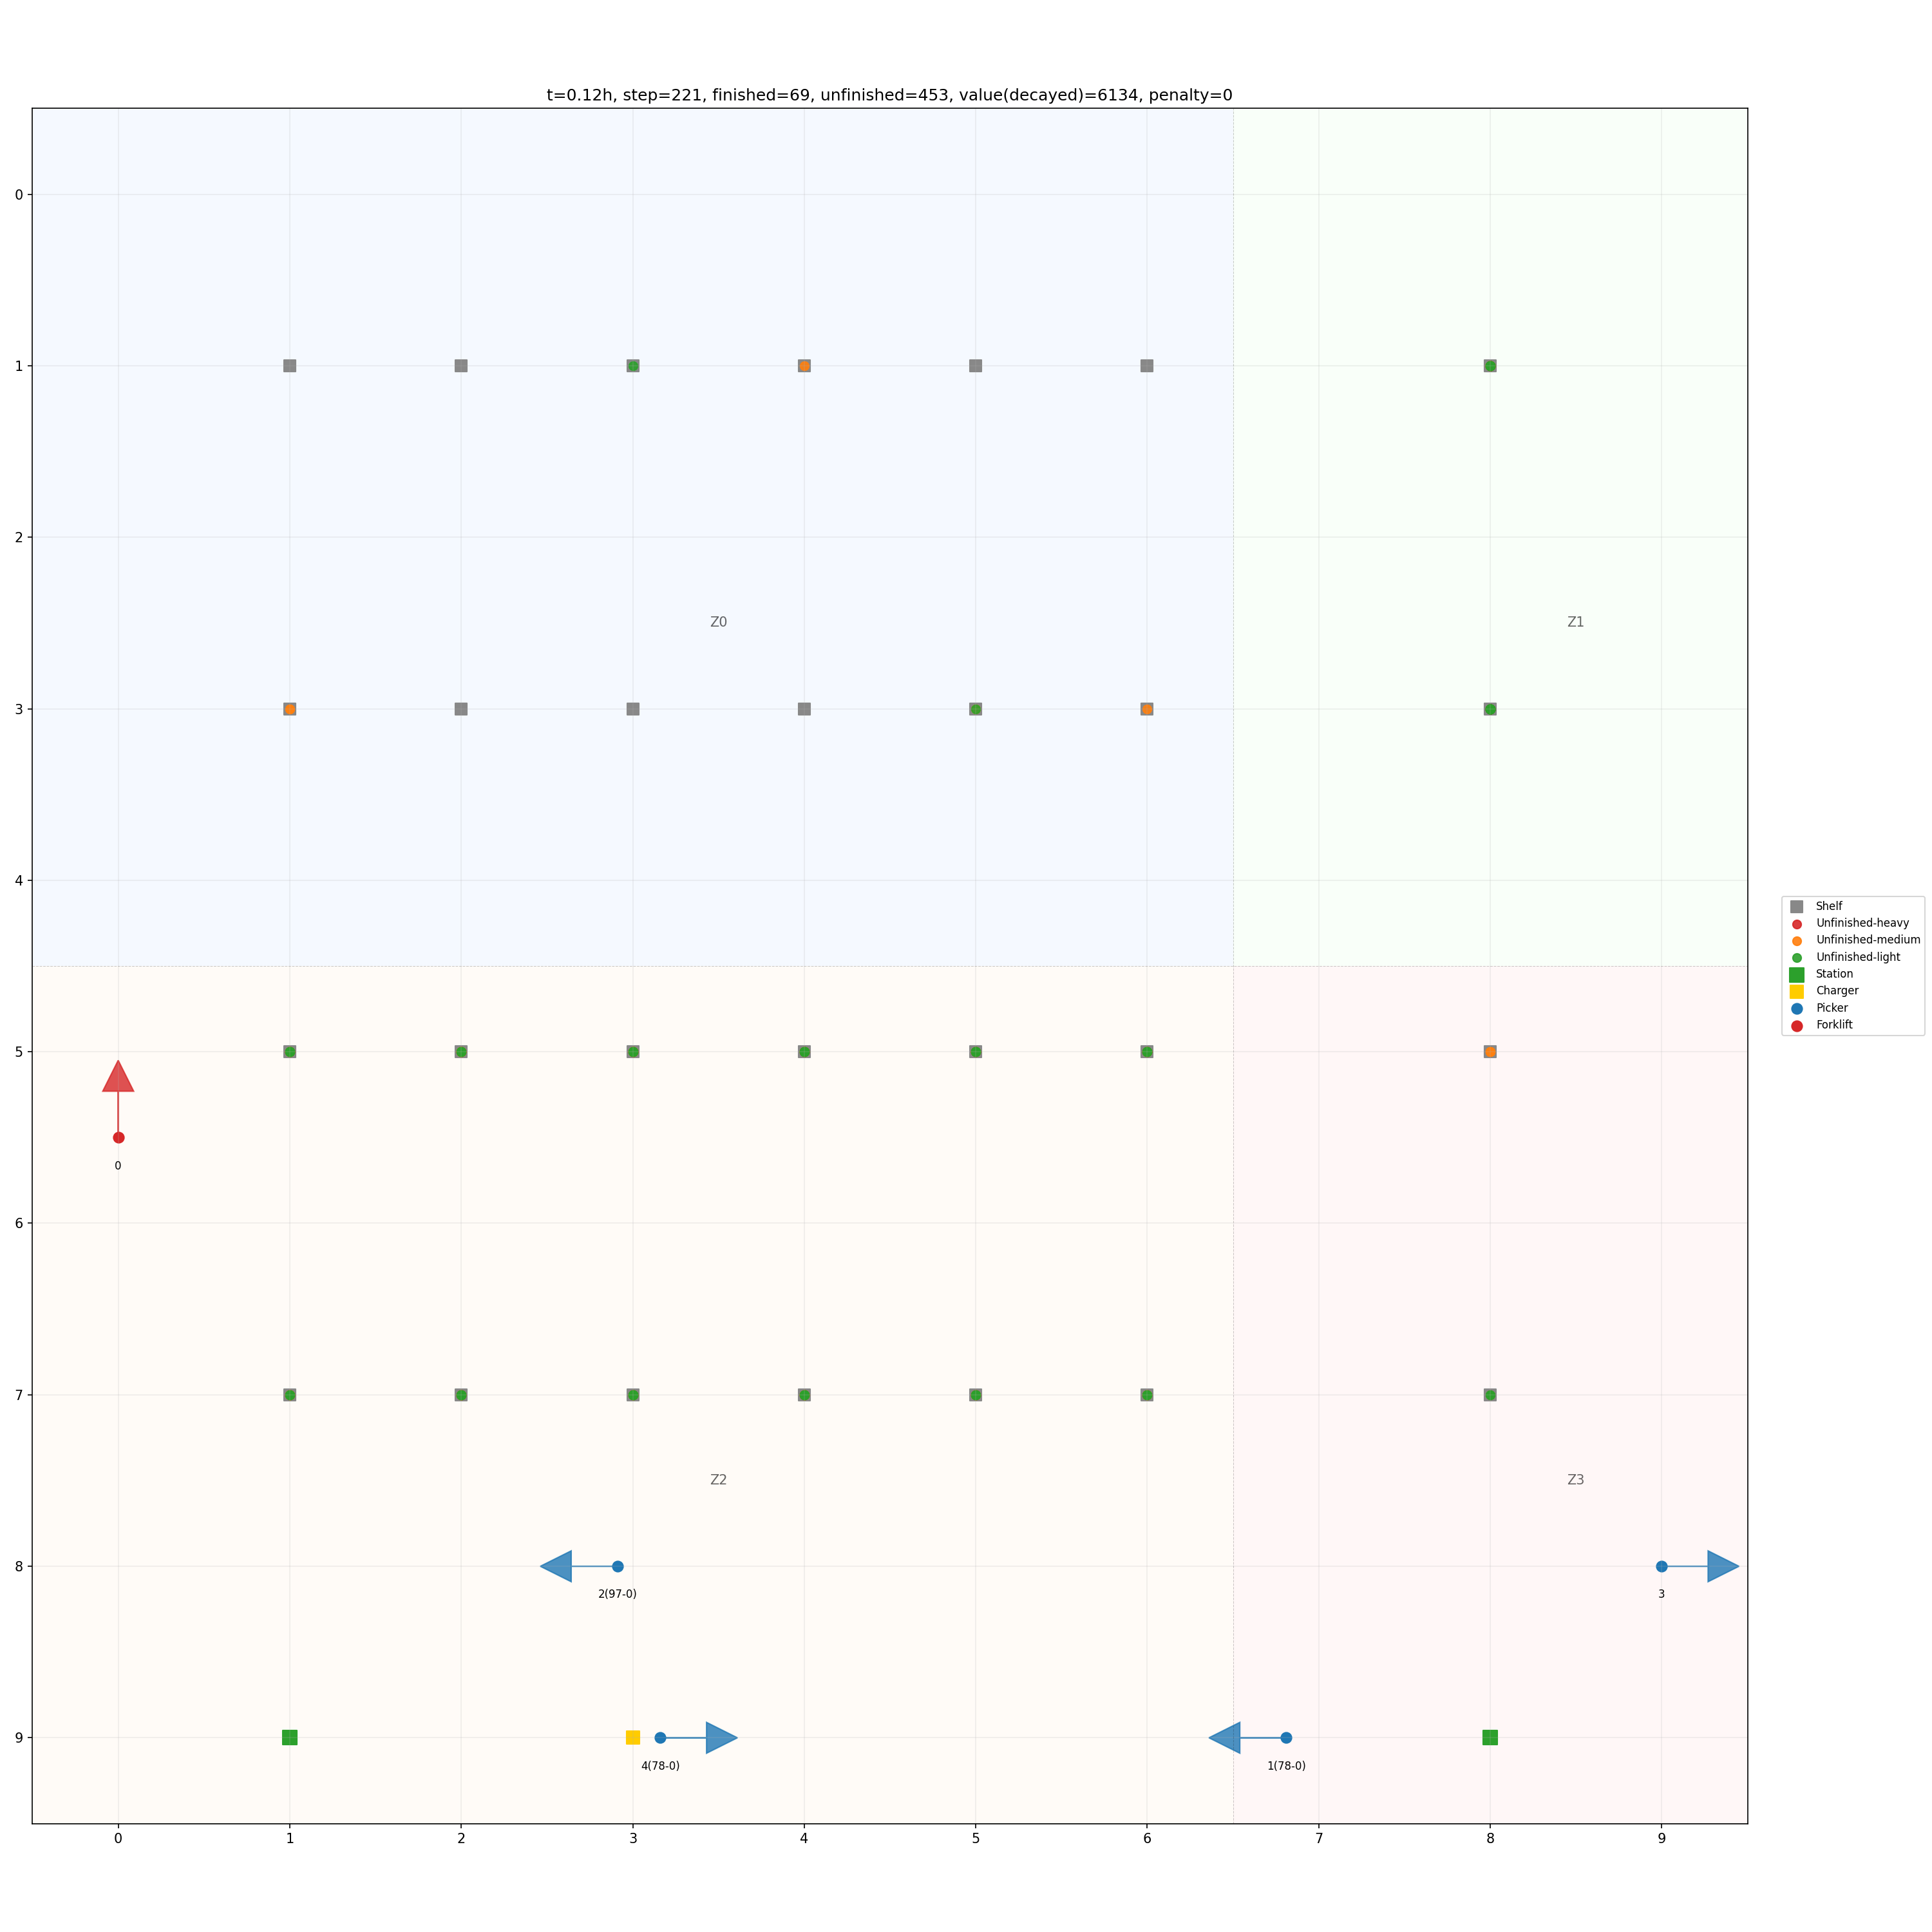 t=0.12h, step=221, finished=69, unfinished=453, value(decayed)=6134, penalty=0
0
1
2
Z0
Z1
3
4
Shelf
Unfinished-heavy
Unfinished-medium
Unfinished-light
Station
Charger
Picker
Forklift
5
0
6
7
Z2
Z3
8
2(97-0)
3
9
4(78-0)
1(78-0)
0 1 2 3 4 5 6 7 8 9